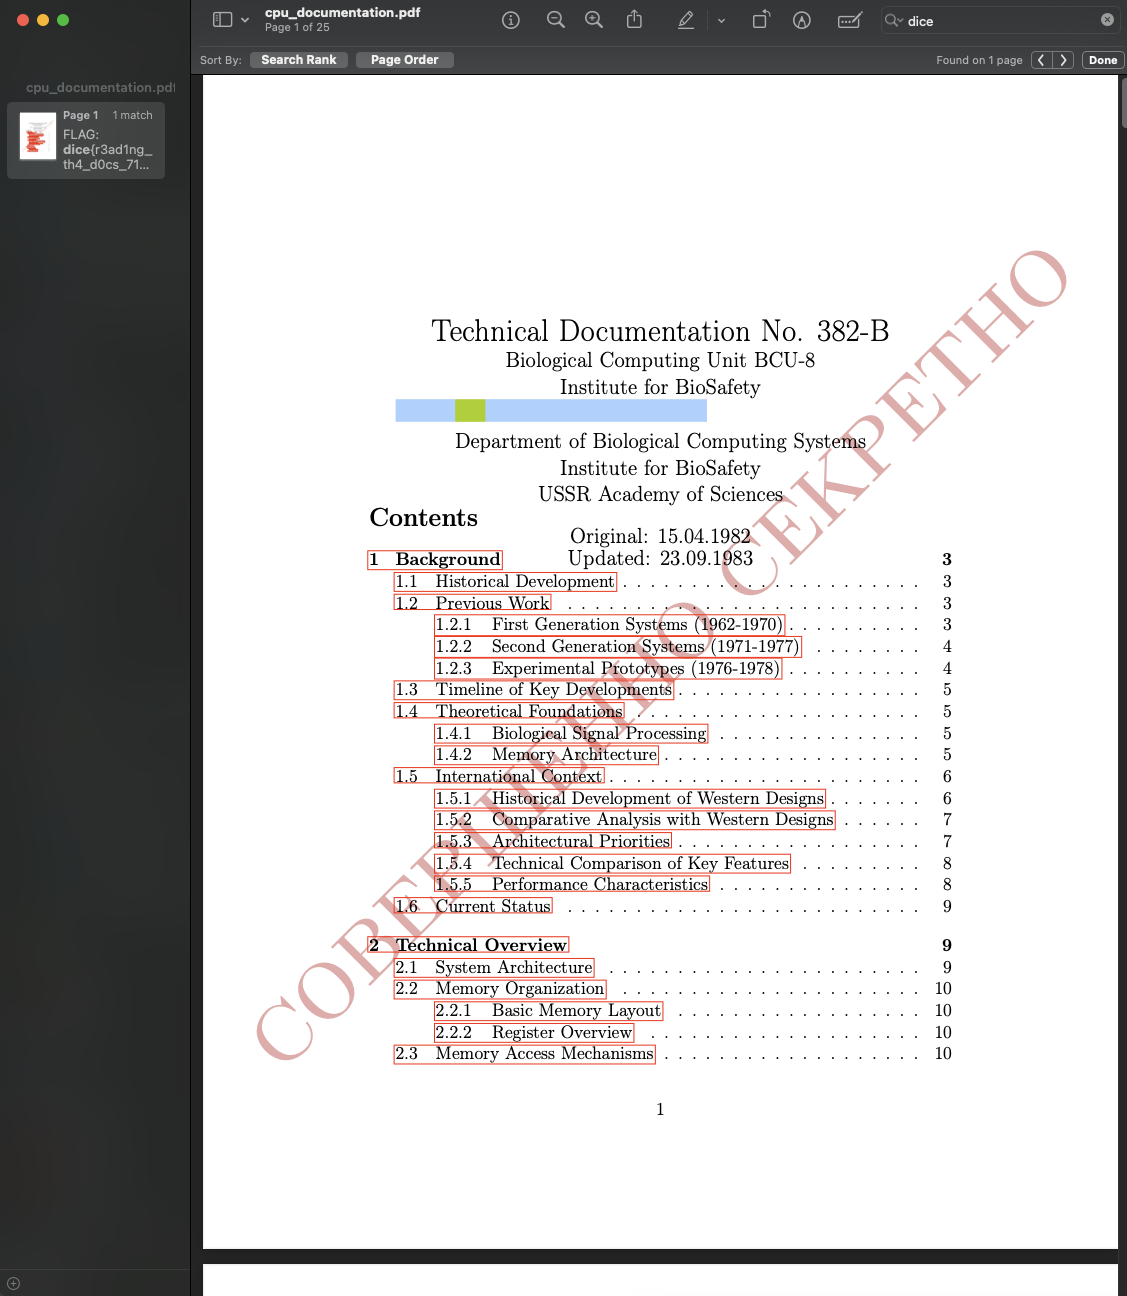 cpu_documentation.pdf
Page 1 of 25
dice
Sort By: Search Rank Page Order
Found on 1 page
Done
cpu_documentation.pdf
Page 1 1 match
FLAG:
dice{r3ad1ng_
th4_d0cs_71...
Technical Documentation No. 382-B
Biological Computing Unit BCU-8
Institute for BioSafety
Department of Biological Computing Systems
Institute for BioSafety
USSR Academy of Sciences
Contents
Original: 15.04.1982
Updated: 23.09.1983
1 Background 3
1.1 Historical Development . . . . . . . . . . . . . . . . . . . . . . 3
1.2 Previous Work . . . . . . . . . . . . . . . . . . . . . . . . . . 3
1.2.1 First Generation Systems (1962-1970) . . . . . . . . . . 3
1.2.2 Second Generation Systems (1971-1977) . . . . . . . . 4
1.2.3 Experimental Prototypes (1976-1978) . . . . . . . . . . 4
1.3 Timeline of Key Developments . . . . . . . . . . . . . . . . . . 5
1.4 Theoretical Foundations . . . . . . . . . . . . . . . . . . . . . 5
1.4.1 Biological Signal Processing . . . . . . . . . . . . . . . 5
1.4.2 Memory Architecture . . . . . . . . . . . . . . . . . . . 5
1.5 International Context . . . . . . . . . . . . . . . . . . . . . . . 6
1.5.1 Historical Development of Western Designs . . . . . . . 6
1.5.2 Comparative Analysis with Western Designs . . . . . . 7
1.5.3 Architectural Priorities . . . . . . . . . . . . . . . . . . 7
1.5.4 Technical Comparison of Key Features . . . . . . . . . 8
1.5.5 Performance Characteristics . . . . . . . . . . . . . . . 8
1.6 Current Status . . . . . . . . . . . . . . . . . . . . . . . . . . 9
2 Technical Overview 9
2.1 System Architecture . . . . . . . . . . . . . . . . . . . . . . . 9
2.2 Memory Organization . . . . . . . . . . . . . . . . . . . . . . 10
2.2.1 Basic Memory Layout . . . . . . . . . . . . . . . . . . 10
2.2.2 Register Overview . . . . . . . . . . . . . . . . . . . . 10
2.3 Memory Access Mechanisms . . . . . . . . . . . . . . . . . . . 10
1
СОВЕРШЕННО СЕКРЕТНО